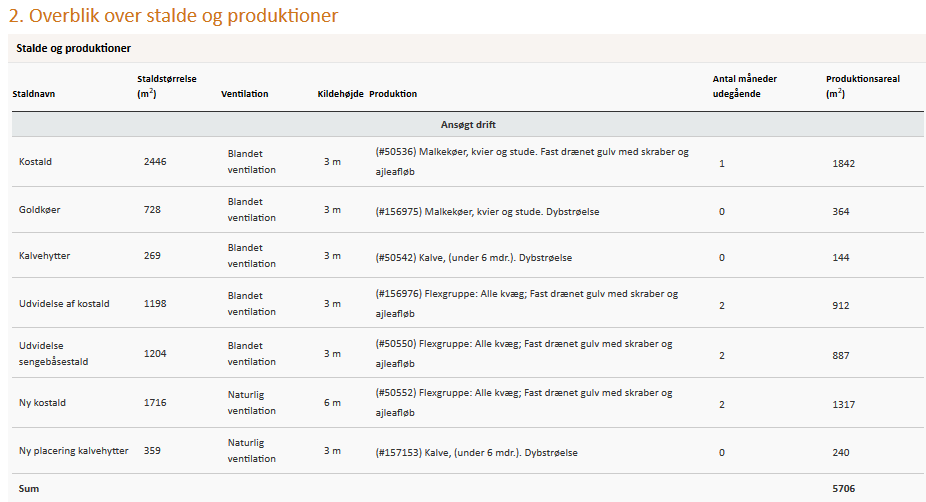 2. Overblik over stalde og produktioner
Stalde og produktioner
Staldnavn Staldstørrelse (m²) Ventilation Kildehøjde Produktion Antal måneder udegående Produktionsareal (m²)
Ansøgt drift
Kostald 2446 Blandet ventilation 3 m (#50536) Malkekøer, kvier og stude. Fast drænet gulv med skraber og ajleafløb 1 1842
Goldkøer 728 Blandet ventilation 3 m (#156975) Malkekøer, kvier og stude. Dybstrøelse 0 364
Kalvehytter 269 Blandet ventilation 3 m (#50542) Kalve, (under 6 mdr.). Dybstrøelse 0 144
Udvidelse af kostald 1198 Blandet ventilation 3 m (#156976) Flexgruppe: Alle kvæg; Fast drænet gulv med skraber og ajleafløb 2 912
Udvidelse sengebåsestald 1204 Blandet ventilation 3 m (#50550) Flexgruppe: Alle kvæg; Fast drænet gulv med skraber og ajleafløb 2 887
Ny kostald 1716 Naturlig ventilation 6 m (#50552) Flexgruppe: Alle kvæg; Fast drænet gulv med skraber og ajleafløb 2 1317
Ny placering kalvehytter 359 Naturlig ventilation 3 m (#157153) Kalve, (under 6 mdr.). Dybstrøelse 0 240
Sum 5706